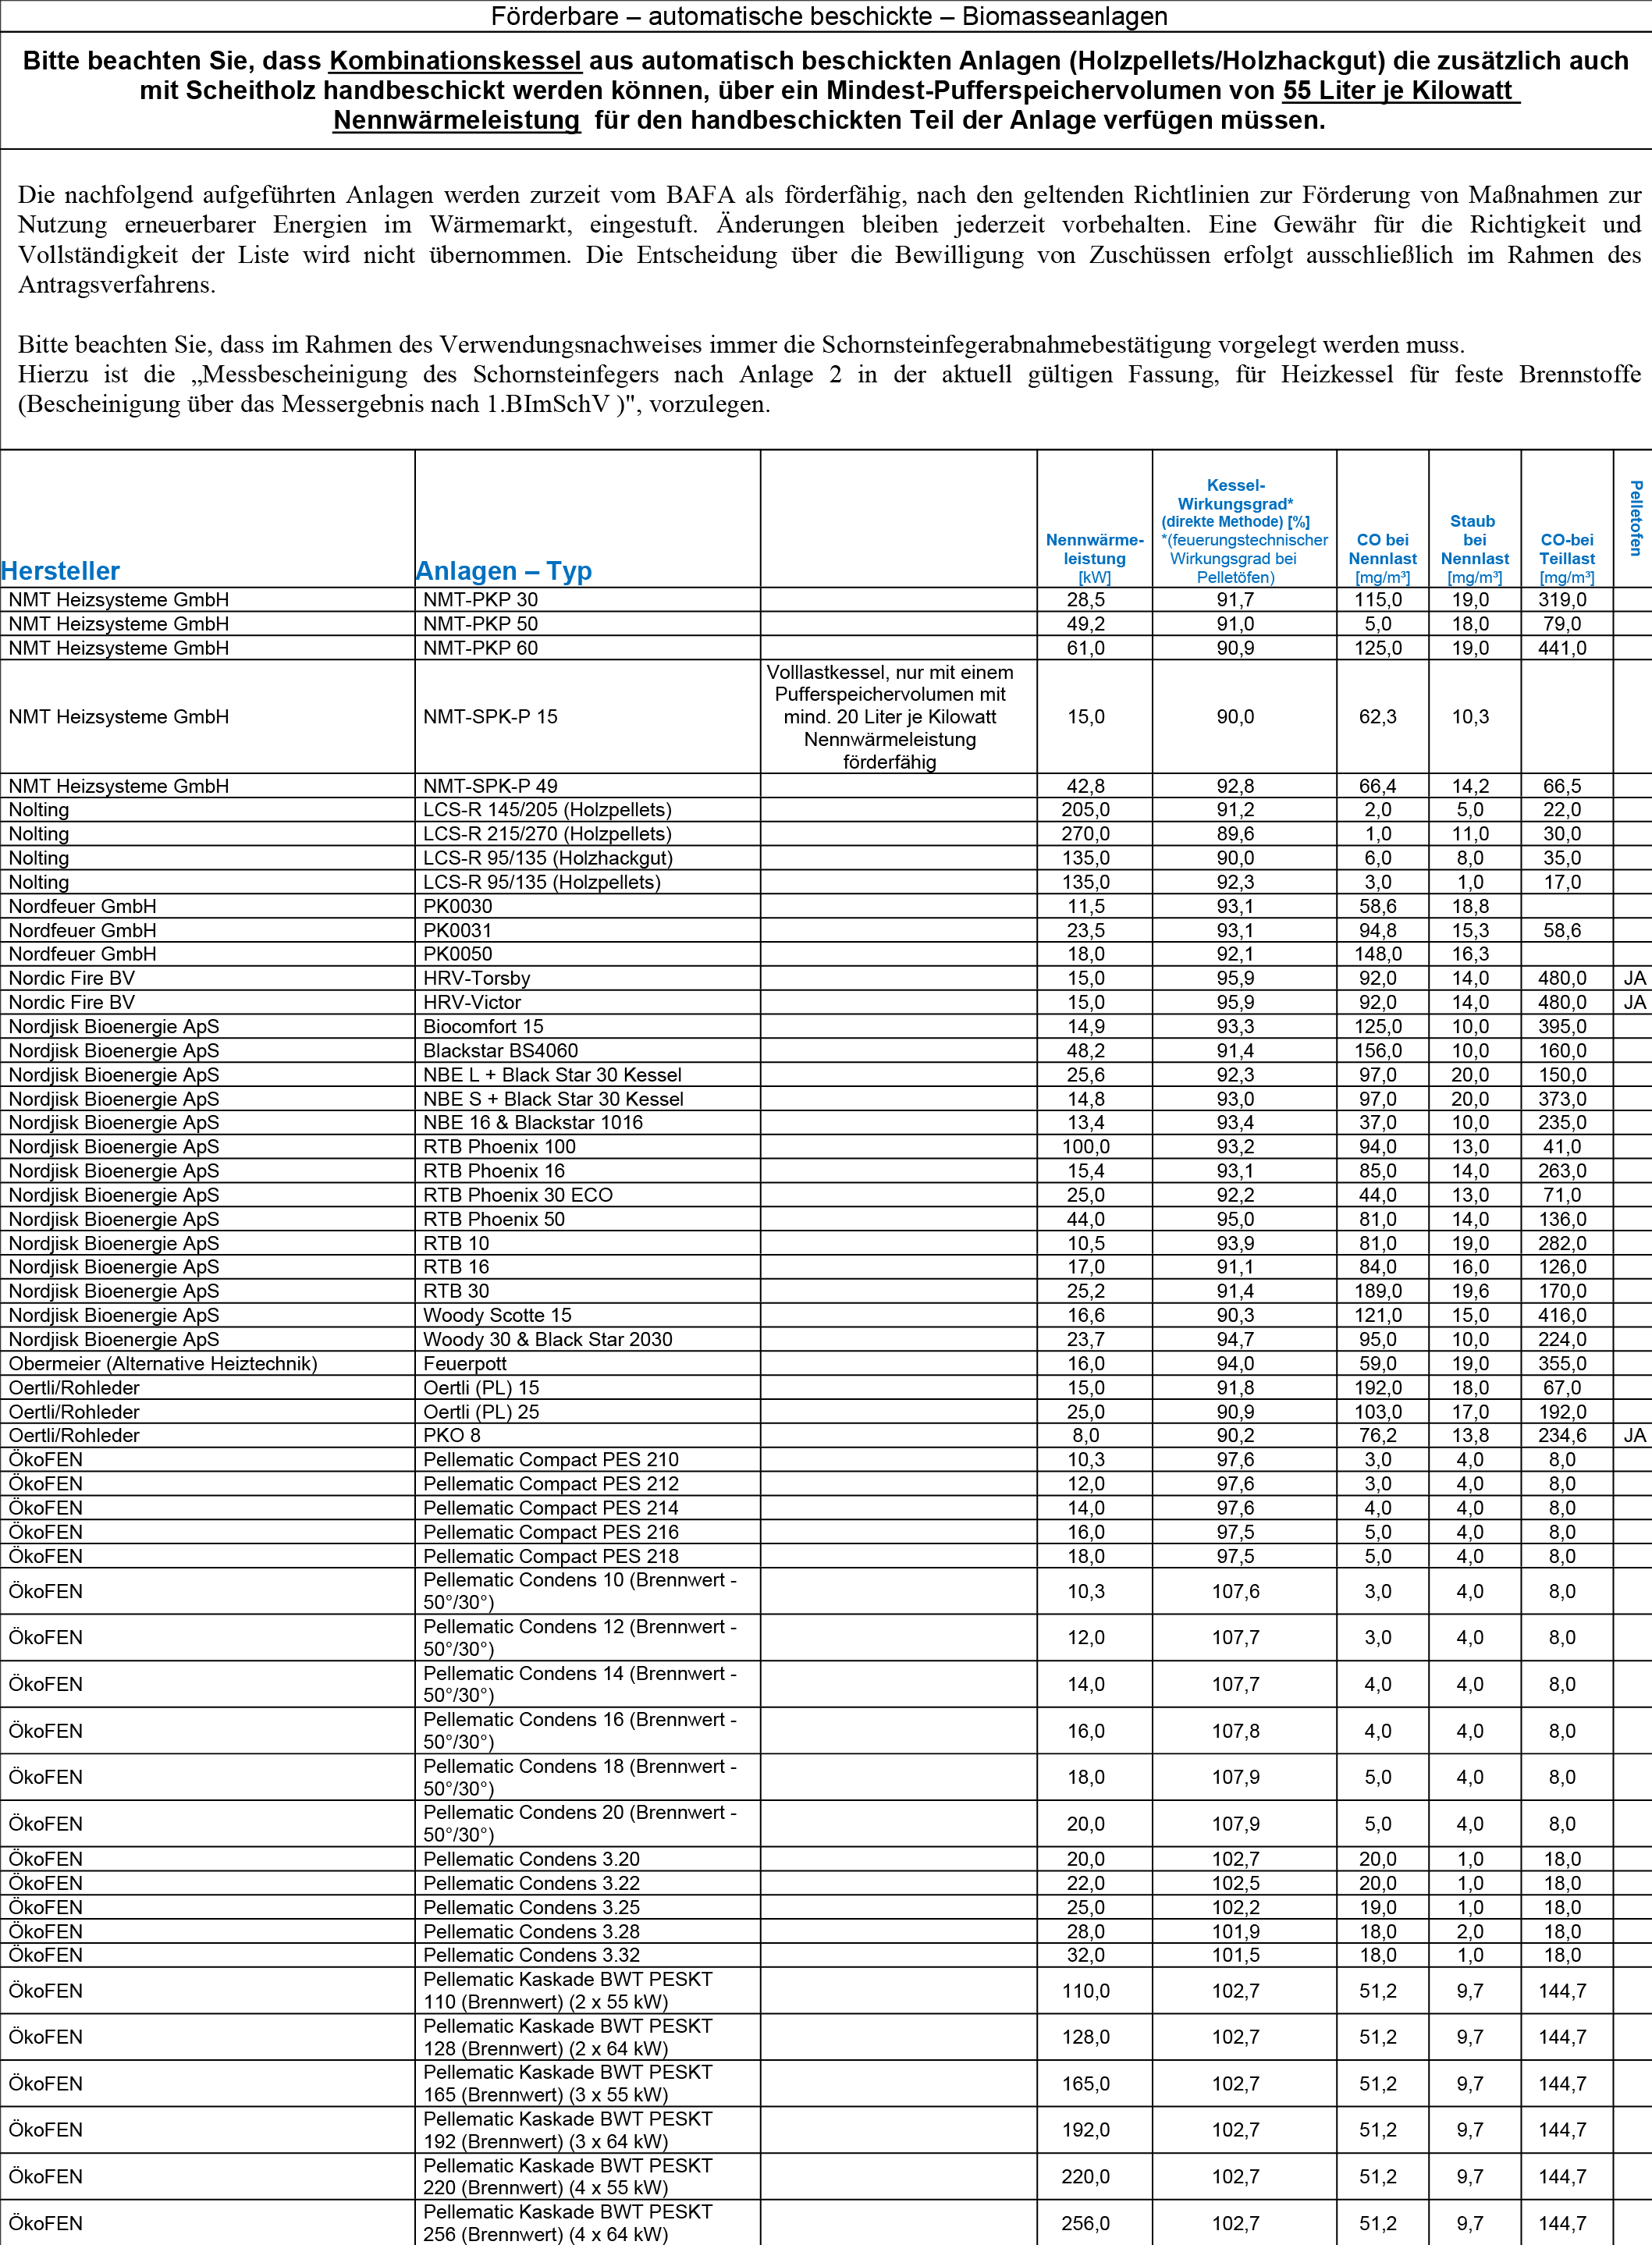 Förderbare – automatische beschickte – Biomasseanlagen
Bitte beachten Sie, dass Kombinationskessel aus automatisch beschickten Anlagen (Holzpellets/Holzhackgut) die zusätzlich auch
mit Scheitholz handbeschickt werden können, über ein Mindest-Pufferspeichervolumen von 55 Liter je Kilowatt
Nennwärmeleistung für den handbeschickten Teil der Anlage verfügen müssen.
Die nachfolgend aufgeführten Anlagen werden zurzeit vom BAFA als förderfähig, nach den geltenden Richtlinien zur Förderung von Maßnahmen zur
Nutzung erneuerbarer Energien im Wärmemarkt, eingestuft. Änderungen bleiben jederzeit vorbehalten. Eine Gewähr für die Richtigkeit und
Vollständigkeit der Liste wird nicht übernommen. Die Entscheidung über die Bewilligung von Zuschüssen erfolgt ausschließlich im Rahmen des
Antragsverfahrens.
Bitte beachten Sie, dass im Rahmen des Verwendungsnachweises immer die Schornsteinfegerabnahmebestätigung vorgelegt werden muss.
Hierzu ist die „Messbescheinigung des Schornsteinfegers nach Anlage 2 in der aktuell gültigen Fassung, für Heizkessel für feste Brennstoffe
(Bescheinigung über das Messergebnis nach 1.BImSchV )", vorzulegen.
Hersteller
Anlagen – Typ
Nennwärme-
leistung
[kW]
Kessel-
Wirkungsgrad*
(direkte Methode) [%]
*(feuerungstechnischer
Wirkungsgrad bei
Pelletöfen)
CO bei
Nennlast
[mg/m³]
Staub
bei
Nennlast
[mg/m³]
CO-bei
Teillast
[mg/m³]
Pelletofen
NMT Heizsysteme GmbH NMT-PKP 30 28,5 91,7 115,0 19,0 319,0
NMT Heizsysteme GmbH NMT-PKP 50 49,2 91,0 5,0 18,0 79,0
NMT Heizsysteme GmbH NMT-PKP 60 61,0 90,9 125,0 19,0 441,0
Volllastkessel, nur mit einem
Pufferspeichervolumen mit
NMT Heizsysteme GmbH NMT-SPK-P 15 mind. 20 Liter je Kilowatt 15,0 90,0 62,3 10,3
Nennwärmeleistung
förderfähig
NMT Heizsysteme GmbH NMT-SPK-P 49 42,8 92,8 66,4 14,2 66,5
Nolting LCS-R 145/205 (Holzpellets) 205,0 91,2 2,0 5,0 22,0
Nolting LCS-R 215/270 (Holzpellets) 270,0 89,6 1,0 11,0 30,0
Nolting LCS-R 95/135 (Holzhackgut) 135,0 90,0 6,0 8,0 35,0
Nolting LCS-R 95/135 (Holzpellets) 135,0 92,3 3,0 1,0 17,0
Nordfeuer GmbH PK0030 11,5 93,1 58,6 18,8
Nordfeuer GmbH PK0031 23,5 93,1 94,8 15,3 58,6
Nordfeuer GmbH PK0050 18,0 92,1 148,0 16,3
Nordic Fire BV HRV-Torsby 15,0 95,9 92,0 14,0 480,0 JA
Nordic Fire BV HRV-Victor 15,0 95,9 92,0 14,0 480,0 JA
Nordjisk Bioenergie ApS Biocomfort 15 14,9 93,3 125,0 10,0 395,0
Nordjisk Bioenergie ApS Blackstar BS4060 48,2 91,4 156,0 10,0 160,0
Nordjisk Bioenergie ApS NBE L + Black Star 30 Kessel 25,6 92,3 97,0 20,0 150,0
Nordjisk Bioenergie ApS NBE S + Black Star 30 Kessel 14,8 93,0 97,0 20,0 373,0
Nordjisk Bioenergie ApS NBE 16 & Blackstar 1016 13,4 93,4 37,0 10,0 235,0
Nordjisk Bioenergie ApS RTB Phoenix 100 100,0 93,2 94,0 13,0 41,0
Nordjisk Bioenergie ApS RTB Phoenix 16 15,4 93,1 85,0 14,0 263,0
Nordjisk Bioenergie ApS RTB Phoenix 30 ECO 25,0 92,2 44,0 13,0 71,0
Nordjisk Bioenergie ApS RTB Phoenix 50 44,0 95,0 81,0 14,0 136,0
Nordjisk Bioenergie ApS RTB 10 10,5 93,9 81,0 19,0 282,0
Nordjisk Bioenergie ApS RTB 16 17,0 91,1 84,0 16,0 126,0
Nordjisk Bioenergie ApS RTB 30 25,2 91,4 189,0 19,6 170,0
Nordjisk Bioenergie ApS Woody Scotte 15 16,6 90,3 121,0 15,0 416,0
Nordjisk Bioenergie ApS Woody 30 & Black Star 2030 23,7 94,7 95,0 10,0 224,0
Obermeier (Alternative Heiztechnik) Feuerpott 16,0 94,0 59,0 19,0 355,0
Oertli/Rohleder Oertli (PL) 15 15,0 91,8 192,0 18,0 67,0
Oertli/Rohleder Oertli (PL) 25 25,0 90,9 103,0 17,0 192,0
Oertli/Rohleder PKO 8 8,0 90,2 76,2 13,8 234,6 JA
ÖkoFEN Pellematic Compact PES 210 10,3 97,6 3,0 4,0 8,0
ÖkoFEN Pellematic Compact PES 212 12,0 97,6 3,0 4,0 8,0
ÖkoFEN Pellematic Compact PES 214 14,0 97,6 4,0 4,0 8,0
ÖkoFEN Pellematic Compact PES 216 16,0 97,5 5,0 4,0 8,0
ÖkoFEN Pellematic Compact PES 218 18,0 97,5 5,0 4,0 8,0
ÖkoFEN Pellematic Condens 10 (Brennwert - 10,3 107,6 3,0 4,0 8,0
50°/30°)
ÖkoFEN Pellematic Condens 12 (Brennwert - 12,0 107,7 3,0 4,0 8,0
50°/30°)
ÖkoFEN Pellematic Condens 14 (Brennwert - 14,0 107,7 4,0 4,0 8,0
50°/30°)
ÖkoFEN Pellematic Condens 16 (Brennwert - 16,0 107,8 4,0 4,0 8,0
50°/30°)
ÖkoFEN Pellematic Condens 18 (Brennwert - 18,0 107,9 5,0 4,0 8,0
50°/30°)
ÖkoFEN Pellematic Condens 20 (Brennwert - 20,0 107,9 5,0 4,0 8,0
50°/30°)
ÖkoFEN Pellematic Condens 3.20 20,0 102,7 20,0 1,0 18,0
ÖkoFEN Pellematic Condens 3.22 22,0 102,5 20,0 1,0 18,0
ÖkoFEN Pellematic Condens 3.25 25,0 102,2 19,0 1,0 18,0
ÖkoFEN Pellematic Condens 3.28 28,0 101,9 18,0 2,0 18,0
ÖkoFEN Pellematic Condens 3.32 32,0 101,5 18,0 1,0 18,0
ÖkoFEN Pellematic Kaskade BWT PESKT 110,0 102,7 51,2 9,7 144,7
110 (Brennwert) (2 x 55 kW)
ÖkoFEN Pellematic Kaskade BWT PESKT 128,0 102,7 51,2 9,7 144,7
128 (Brennwert) (2 x 64 kW)
ÖkoFEN Pellematic Kaskade BWT PESKT 165,0 102,7 51,2 9,7 144,7
165 (Brennwert) (3 x 55 kW)
ÖkoFEN Pellematic Kaskade BWT PESKT 192,0 102,7 51,2 9,7 144,7
192 (Brennwert) (3 x 64 kW)
ÖkoFEN Pellematic Kaskade BWT PESKT 220,0 102,7 51,2 9,7 144,7
220 (Brennwert) (4 x 55 kW)
ÖkoFEN Pellematic Kaskade BWT PESKT 256,0 102,7 51,2 9,7 144,7
256 (Brennwert) (4 x 64 kW)